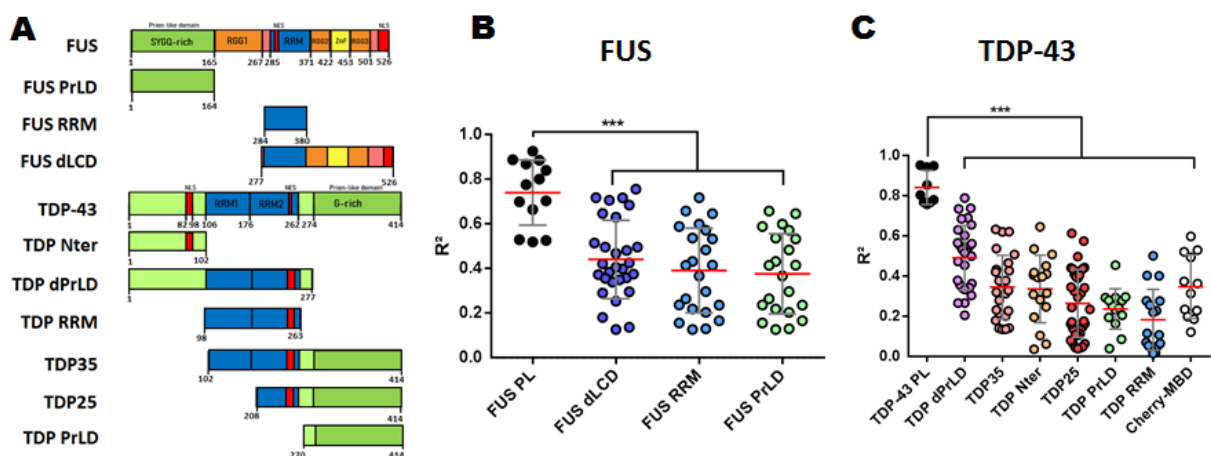 A
Prion-like domain
NES
NLS
FUS
SYGQ-rich
RGG1
RRM
RGG2
ZnF
RGG3
1
165
267
285
371
422
453
501
526
FUS PrLD
1
164
FUS RRM
284
380
FUS dLCD
277
526
NLS
NES
Prion-like domain
TDP-43
RRM1
RRM2
G-rich
1
82
98
106
176
262
274
414
TDP Nter
1
102
TDP dPrLD
1
277
TDP RRM
98
263
TDP35
102
414
TDP25
208
414
TDP PrLD
270
414
B
FUS
***
R²
1.0
0.8
0.6
0.4
0.2
0.0
FUS PL
FUS dLCD
FUS RRM
FUS PrLD
C
TDP-43
***
R²
1.0
0.8
0.6
0.4
0.2
0.0
TDP-43 PL
TDP dPrLD
TDP35
TDP Nter
TDP25
TDP PrLD
TDP RRM
Cherry-MBD